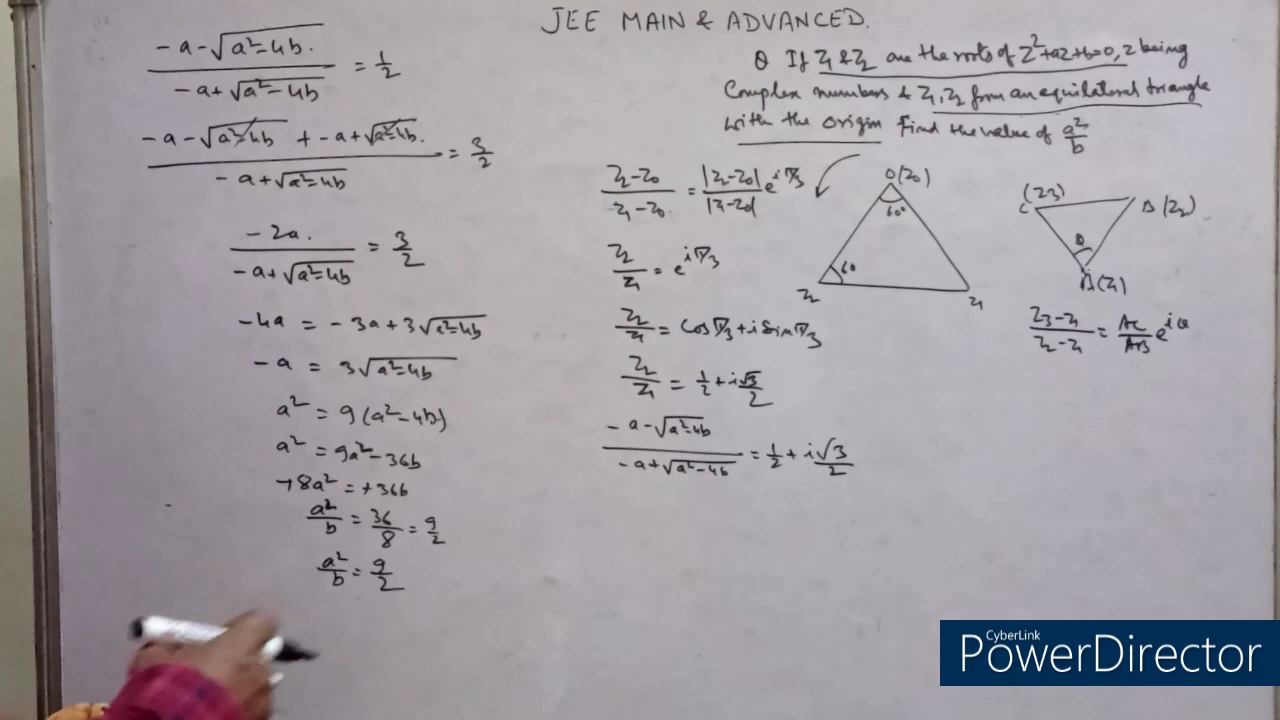 JEE MAIN & ADVANCED.
Q If Z₁ & Z₂ are the roots of Z²+az+b=0, z being
Complex numbers & Z₁, Z₂ from an equilateral triangle
with the origin Find the value of a²/b
(-a-√(a²-4b))/(-a+√(a²-4b)) = 1/2
(-a-√(a²-4b) + -a+√(a²-4b))/(-a+√(a²-4b)) = 3/2
-2a/(-a+√(a²-4b)) = 3/2
-4a = -3a+3√(a²-4b)
-a = 3√(a²-4b)
a² = 9(a²-4b)
a² = 9a²-36b
-8a² = +36b
a²/b = 36/8 = 9/2
a²/b = 9/2
(Z₂-Z₀)/(Z₁-Z₀) = |Z₂-Z₀|/|Z₁-Z₀| e^(iπ/3)
Z₂/Z₁ = e^(iπ/3)
Z₂/Z₁ = Cosπ/3+iSinπ/3
Z₂/Z₁ = 1/2+i√3/2
(-a-√(a²-4b))/(-a+√(a²-4b)) = 1/2+i√3/2
O(Z₀)
60°
60
Z₂
Z₁
(Z3)
C
B(Z₂)
θ
A(Z₁)
(Z3-Z₁)/(Z₂-Z₁) = AC/AB e^(iθ)
CyberLink
PowerDirector